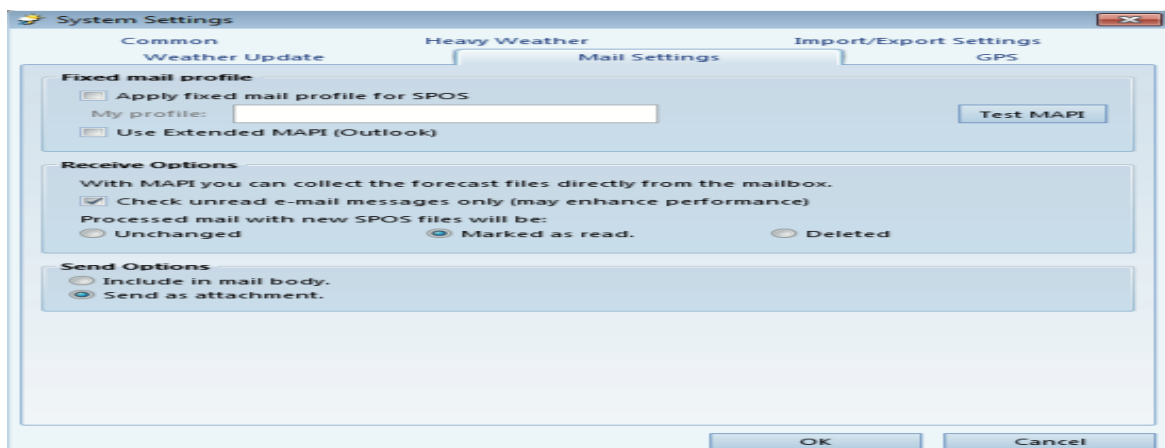 System Settings
Common Heavy Weather Import/Export Settings
Weather Update Mail Settings GPS
Fixed mail profile
Apply fixed mail profile for SPOS
My profile: Test MAPI
Use Extended MAPI (Outlook)
Receive Options
With MAPI you can collect the forecast files directly from the mailbox.
Check unread e-mail messages only (may enhance performance)
Processed mail with new SPOS files will be:
Unchanged Marked as read. Deleted
Send Options
Include in mail body.
Send as attachment.
OK Cancel